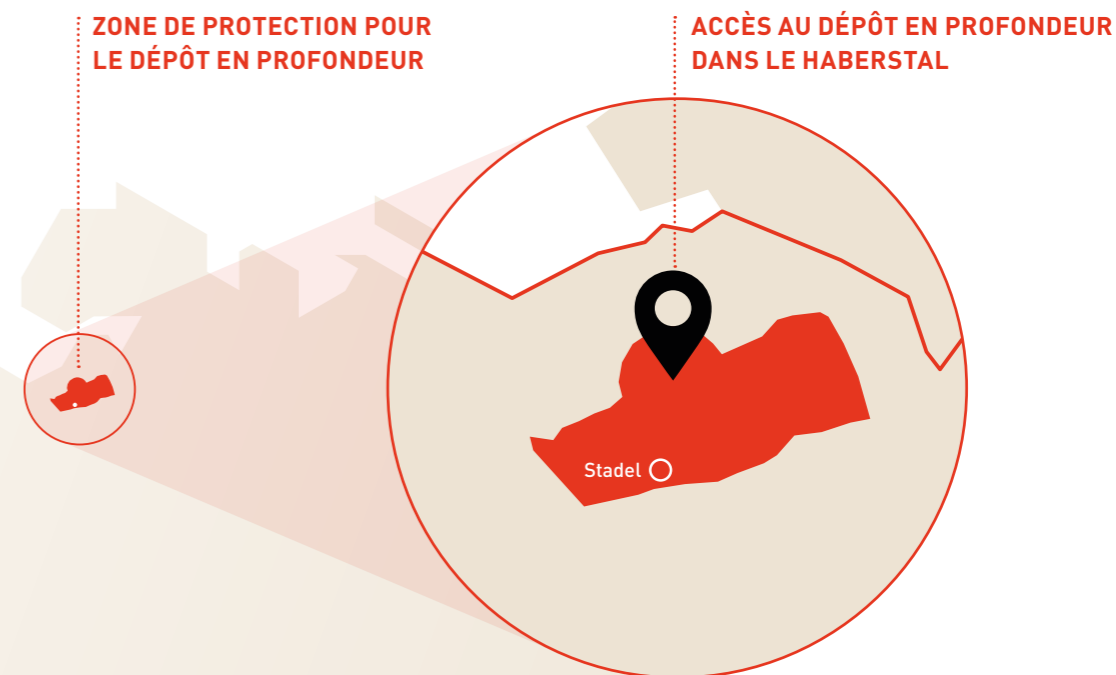 ZONE DE PROTECTION POUR
LE DÉPÔT EN PROFONDEUR
ACCÈS AU DÉPÔT EN PROFONDEUR
DANS LE HABERSTAL
Stadel